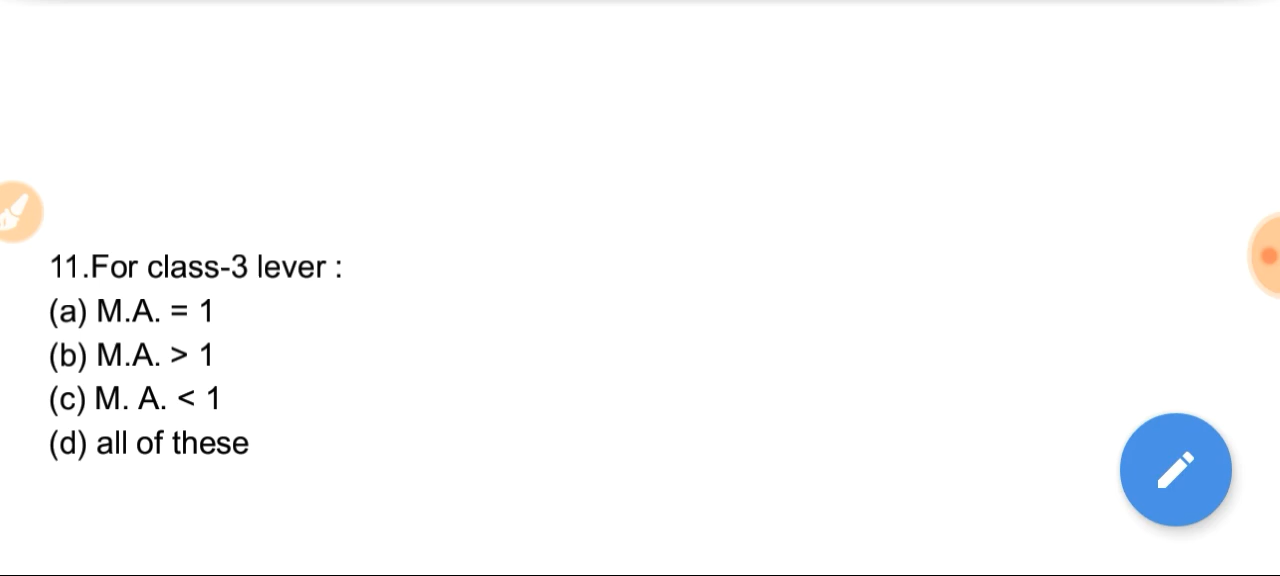 11.For class-3 lever :
(a) M.A. = 1
(b) M.A. > 1
(c) M. A. < 1
(d) all of these